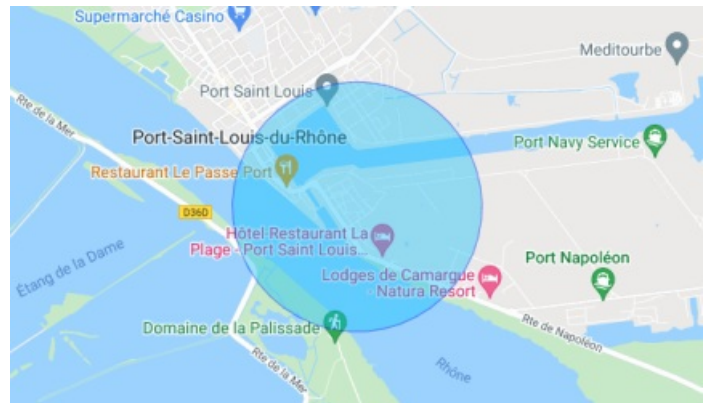 Supermarché Casino
Meditourbe
Port Saint Louis
Rte de la Mer
Port-Saint-Louis-du-Rhône
Port Navy Service
Restaurant Le Passe Port
D36D
Hôtel Restaurant La
Plage - Port Saint Louis...
Étang de la Dame
Port Napoléon
Lodges de Camargue
- Natura Resort
Domaine de la Palissade
Rte de Napoléon
Rte de la Mer
Rhône